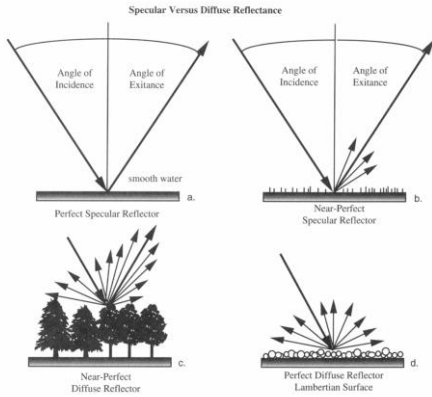 Specular Versus Diffuse Reflectance
Angle of
Incidence
Angle of
Exitance
smooth water
a.
Perfect Specular Reflector
Angle of
Incidence
Angle of
Exitance
b.
Near-Perfect
Specular Reflector
c.
Near-Perfect
Diffuse Reflector
d.
Perfect Diffuse Reflector
Lambertian Surface